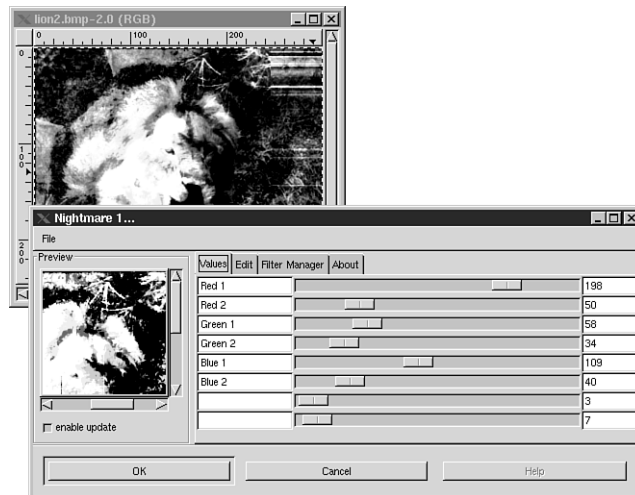 lion2.bmp-2.0 (RGB)
0 100 200
0
100
200
Nightmare 1...
File
Preview
enable update
Values Edit Filter Manager About
Red 1 198
Red 2 50
Green 1 58
Green 2 34
Blue 1 109
Blue 2 40
3
7
OK Cancel Help